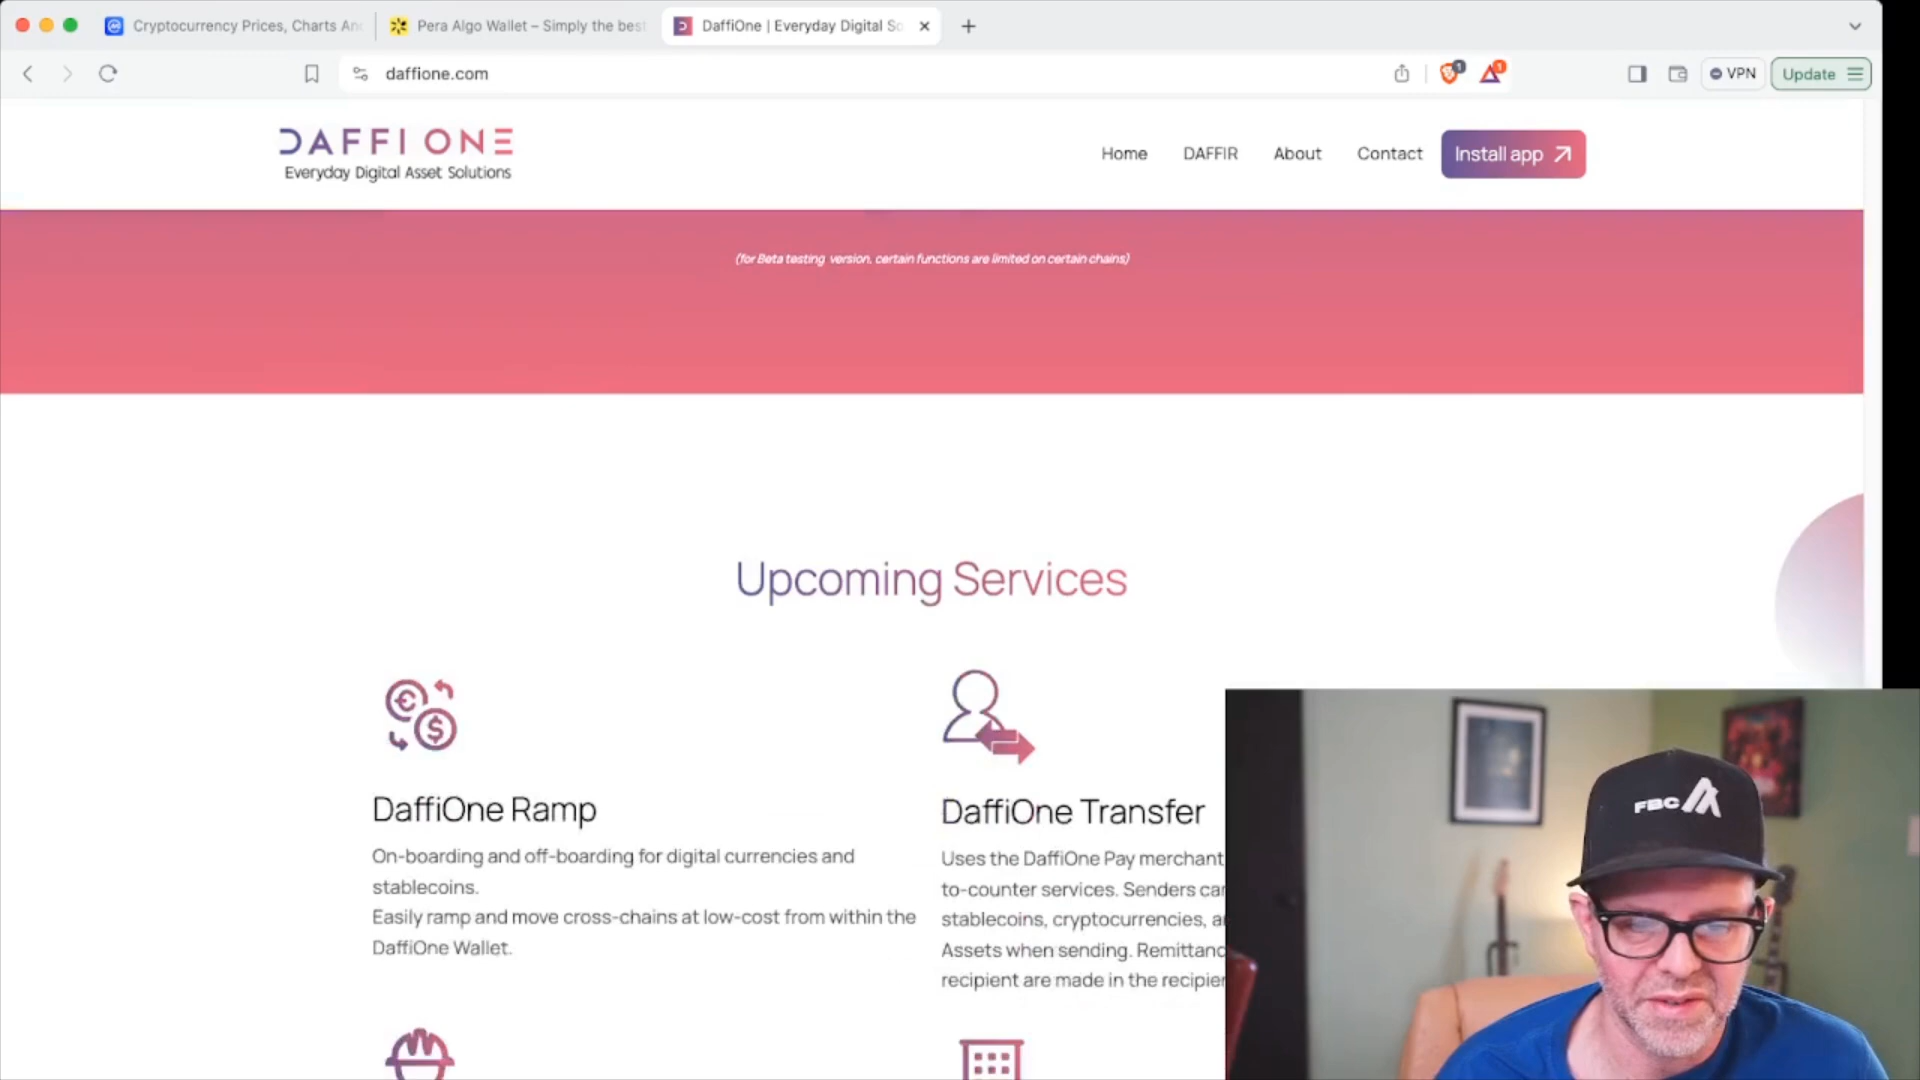 Cryptocurrency Prices, Charts An
Pera Algo Wallet – Simply the best
DaffiOne | Everyday Digital So
daffione.com
1
1
VPN
Update
DAFFI ONE
Everyday Digital Asset Solutions
Home
DAFFIR
About
Contact
Install app
(for Beta testing version, certain functions are limited on certain chains)
Upcoming Services
DaffiOne Ramp
On-boarding and off-boarding for digital currencies and
stablecoins.
Easily ramp and move cross-chains at low-cost from within the
DaffiOne Wallet.
DaffiOne Transfer
Uses the DaffiOne Pay merchant
to-counter services. Senders can
stablecoins, cryptocurrencies,
Assets when sending.
recipient are made in the
FBC